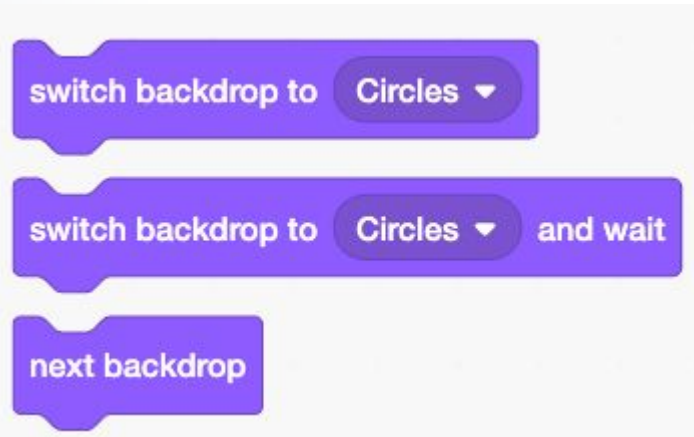 switch backdrop to Circles
switch backdrop to Circles and wait
next backdrop